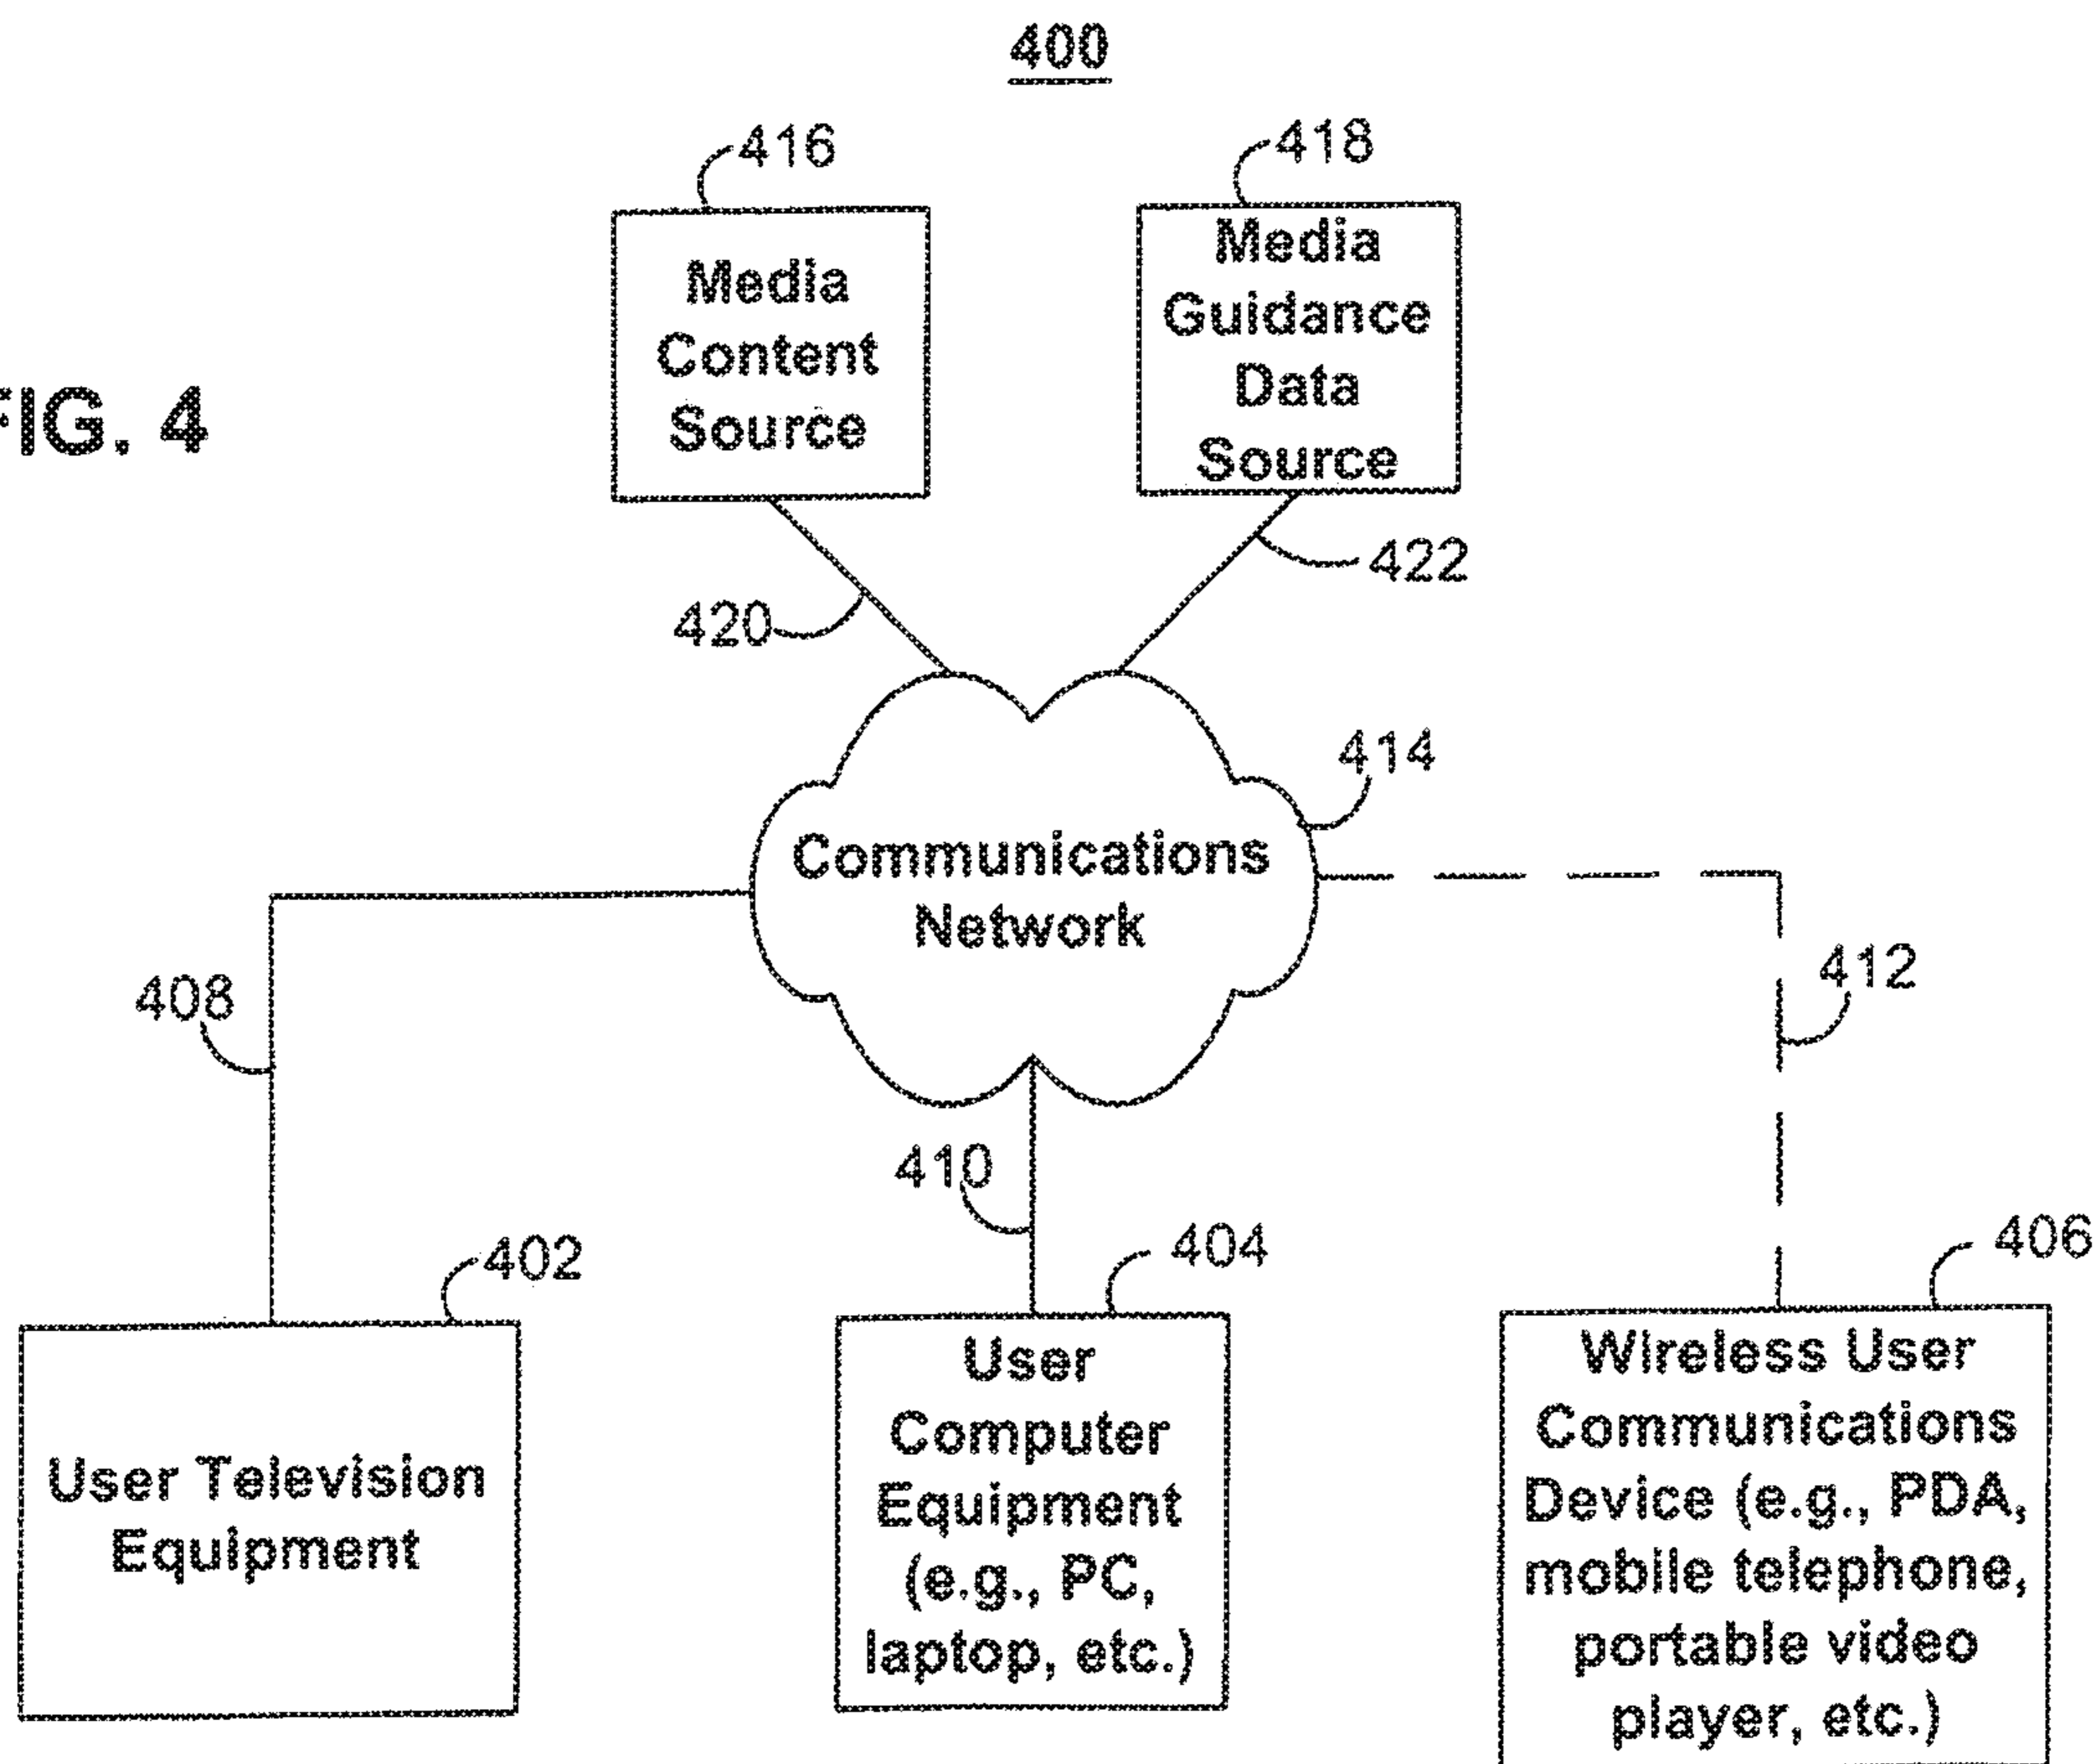 400
416
418
Media
Content
Source
Media
Guidance
Data
Source
FIG. 4
420
422
414
Communications
Network
408
412
410
402
404
406
User Television
Equipment
User
Computer
Equipment
(e.g., PC,
laptop, etc.)
Wireless User
Communications
Device (e.g., PDA,
mobile telephone,
portable video
player, etc.)